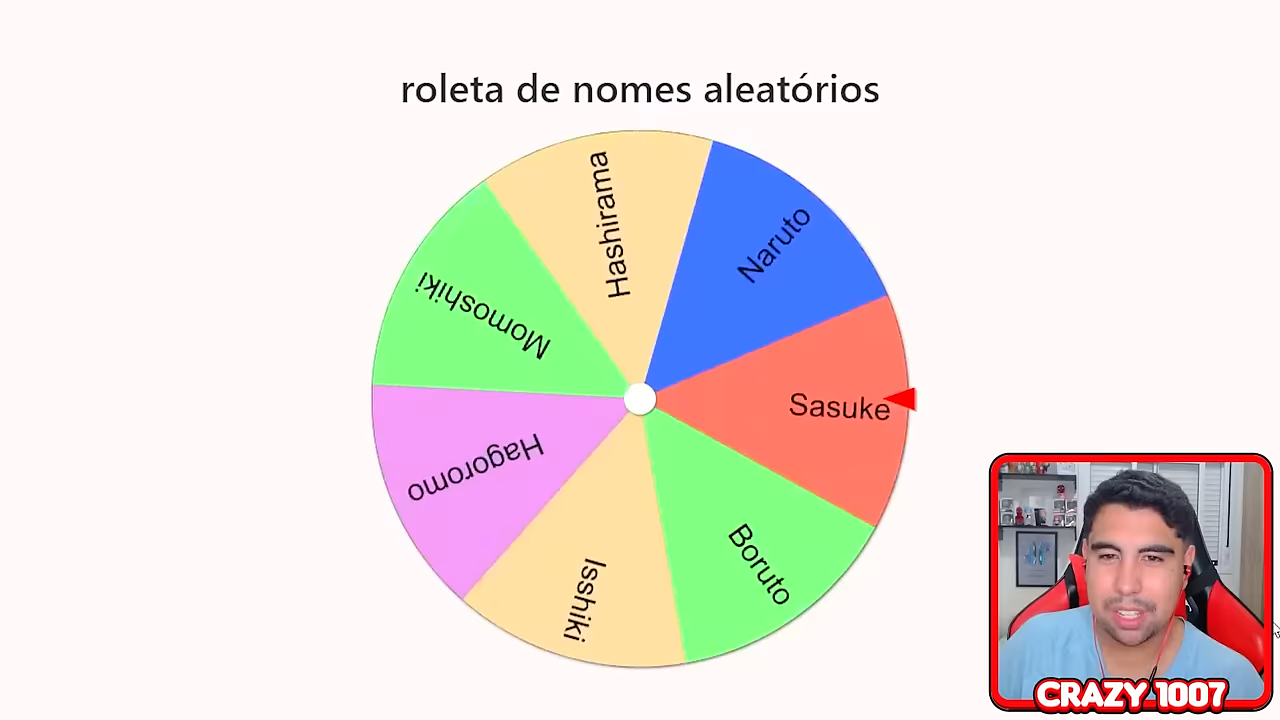 roleta de nomes aleatórios
Hashirama
Naruto
Momoshiki
Sasuke
Hagoromo
Boruto
Isshiki
CRAZY 1007